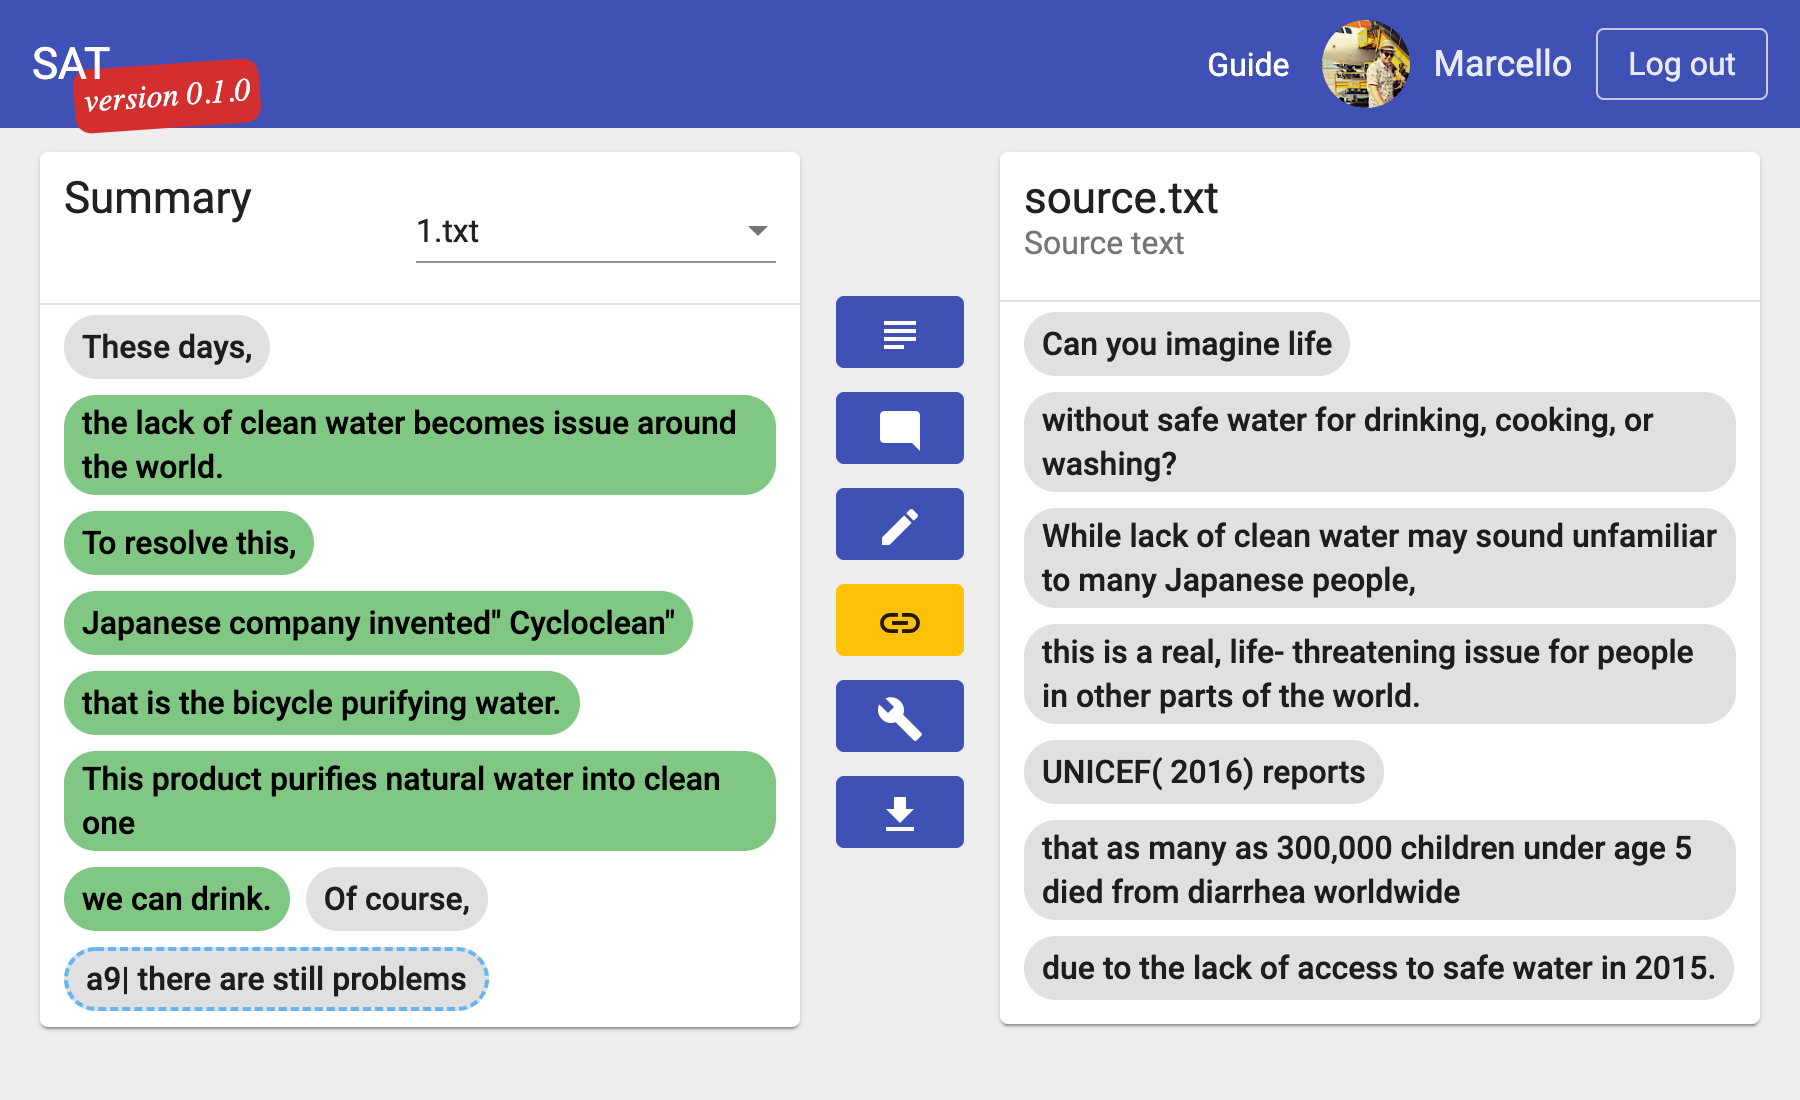 SAT
version 0.1.0
Guide
Marcello
Log out
Summary
1.txt
These days,
the lack of clean water becomes issue around
the world.
To resolve this,
Japanese company invented" Cycloclean"
that is the bicycle purifying water.
This product purifies natural water into clean
one
we can drink.
Of course,
a9| there are still problems
source.txt
Source text
Can you imagine life
without safe water for drinking, cooking, or
washing?
While lack of clean water may sound unfamiliar
to many Japanese people,
this is a real, life- threatening issue for people
in other parts of the world.
UNICEF( 2016) reports
that as many as 300,000 children under age 5
died from diarrhea worldwide
due to the lack of access to safe water in 2015.